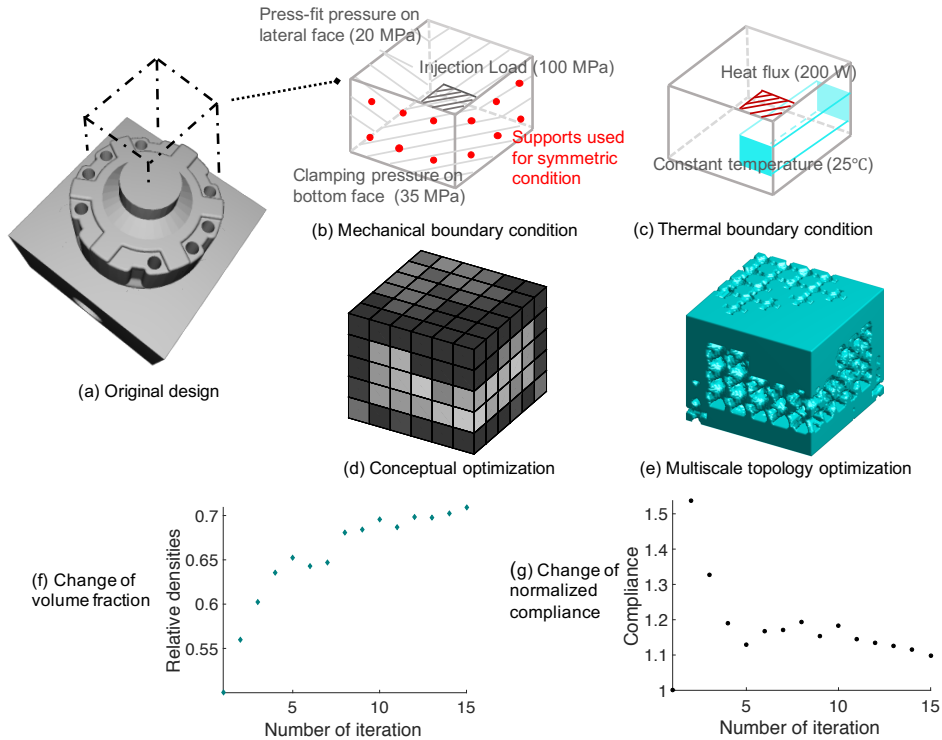 Press-fit pressure on
lateral face (20 MPa)
Injection Load (100 MPa)
Supports used
for symmetric
condition
Clamping pressure on
bottom face (35 MPa)
Heat flux (200 W)
Constant temperature (25℃)
(b) Mechanical boundary condition
(c) Thermal boundary condition
(a) Original design
(d) Conceptual optimization
(e) Multiscale topology optimization
(f) Change of
volume fraction
Relative densities
0.7
0.65
0.6
0.55
5
10
15
Number of iteration
(g) Change of
normalized
compliance
Compliance
1.5
1.4
1.3
1.2
1.1
1
5
10
15
Number of iteration